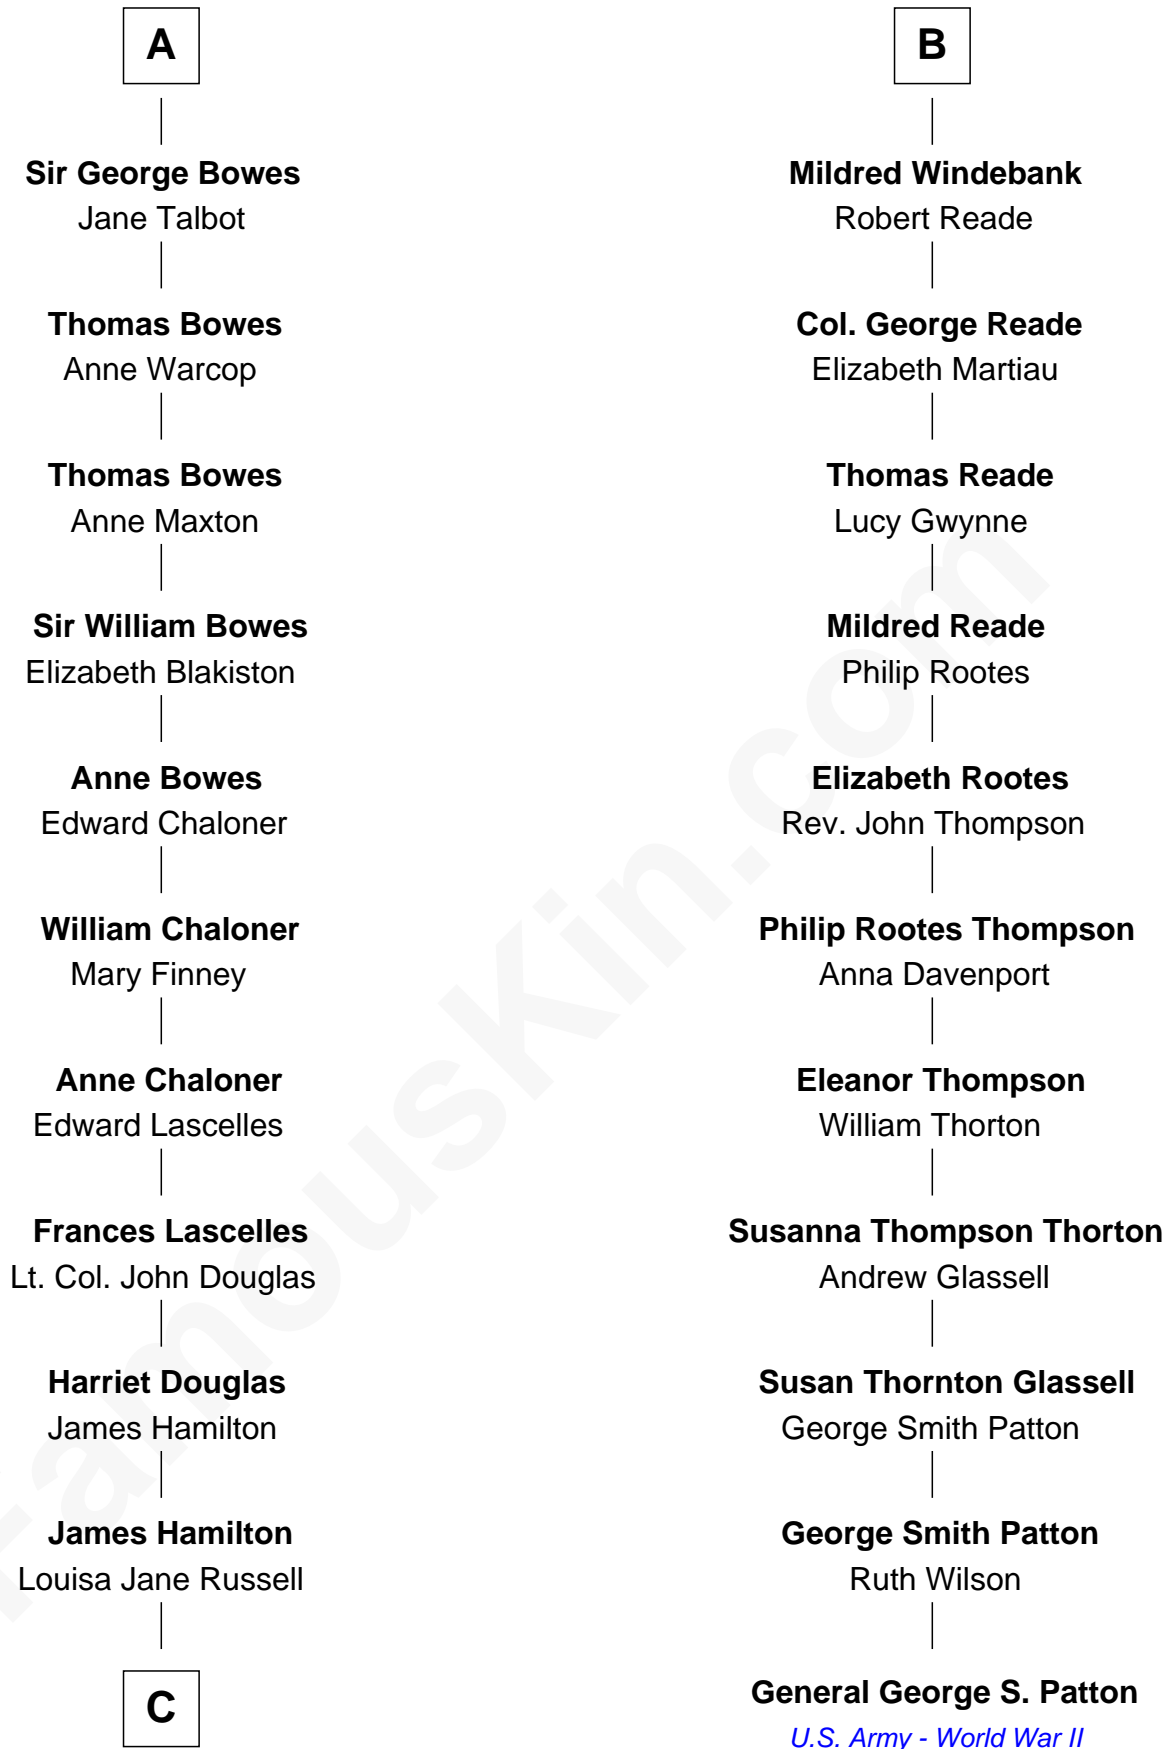 A
Sir George Bowes
Jane Talbot
Thomas Bowes
Anne Warcop
Thomas Bowes
Anne Maxton
Sir William Bowes
Elizabeth Blakiston
Anne Bowes
Edward Chaloner
William Chaloner
Mary Finney
Anne Chaloner
Edward Lascelles
Frances Lascelles
Lt. Col. John Douglas
Harriet Douglas
James Hamilton
James Hamilton
Louisa Jane Russell
C
B
Mildred Windebank
Robert Reade
Col. George Reade
Elizabeth Martiau
Thomas Reade
Lucy Gwynne
Mildred Reade
Philip Rootes
Elizabeth Rootes
Rev. John Thompson
Philip Rootes Thompson
Anna Davenport
Eleanor Thompson
William Thorton
Susanna Thompson Thorton
Andrew Glassell
Susan Thornton Glassell
George Smith Patton
George Smith Patton
Ruth Wilson
General George S. Patton
U.S. Army - World War II
FamousKin.com